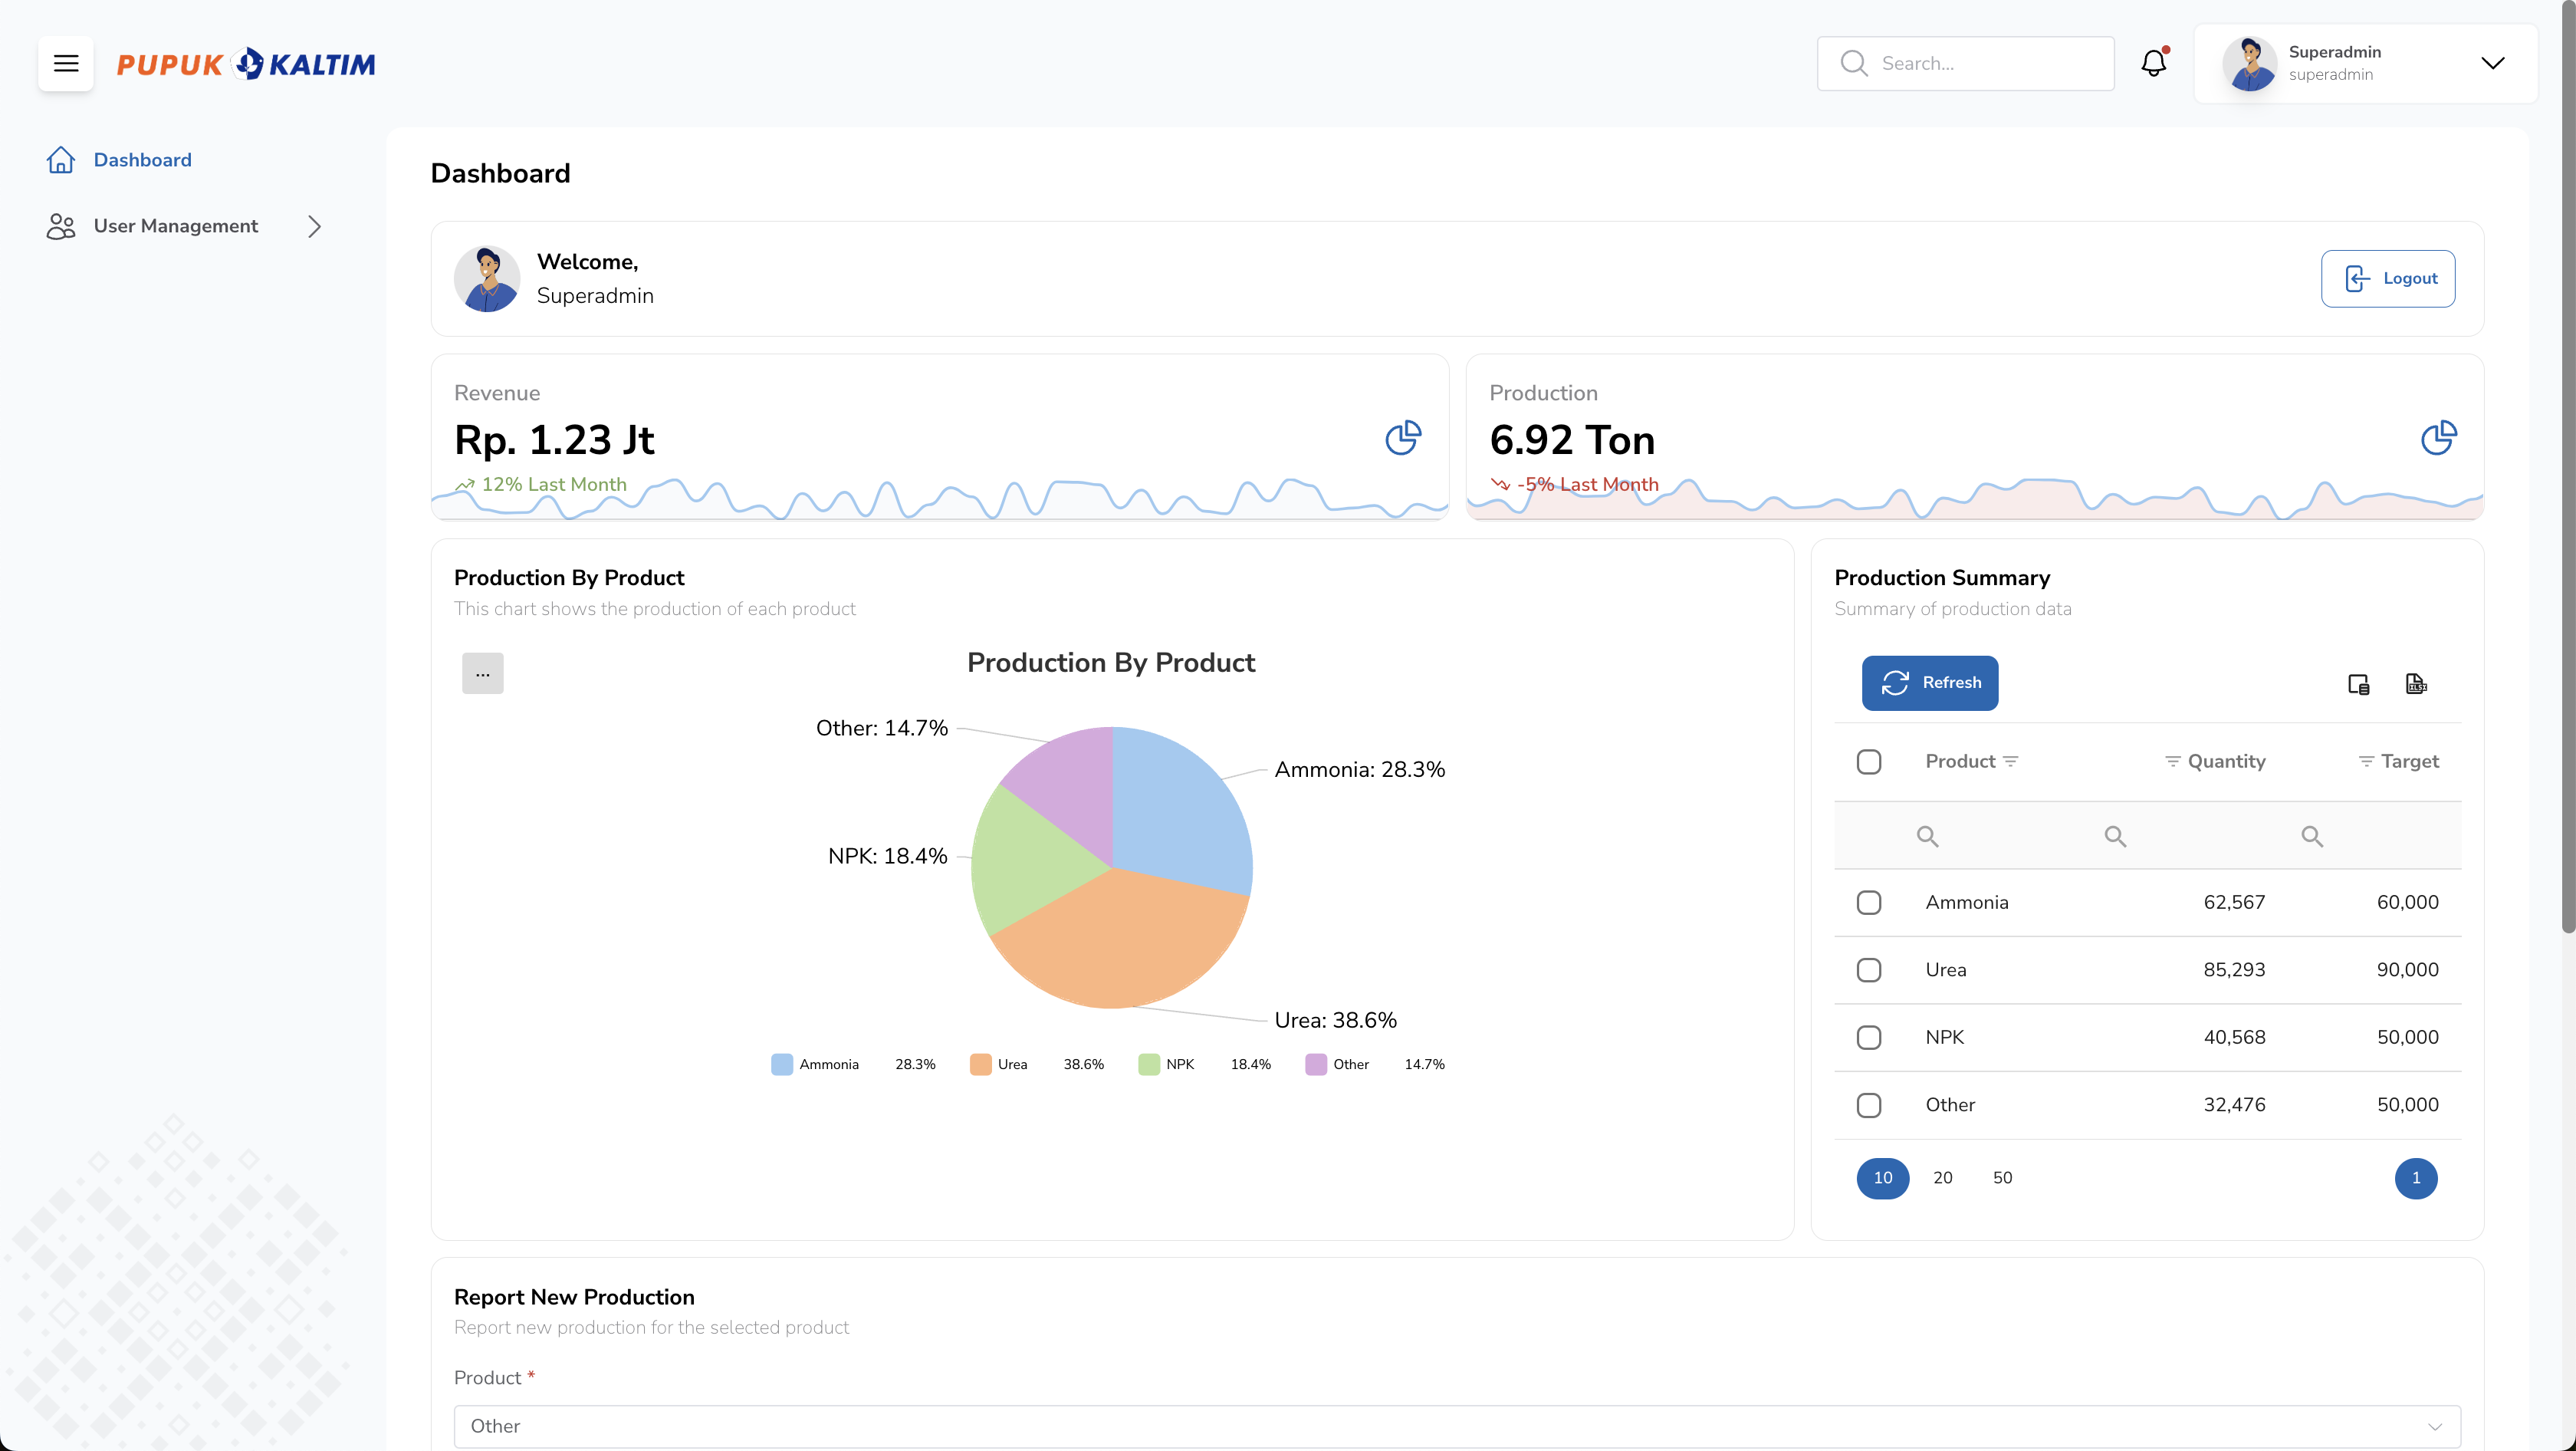 PUPUK KALTIM
Search...
Superadmin
superadmin
Dashboard
User Management
Dashboard
Welcome,
Superadmin
Logout
Revenue
Rp. 1.23 Jt
12% Last Month
Production
6.92 Ton
-5% Last Month
Production By Product
This chart shows the production of each product
...
Production By Product
Other: 14.7%
Ammonia: 28.3%
NPK: 18.4%
Urea: 38.6%
Ammonia 28.3% Urea 38.6% NPK 18.4% Other 14.7%
Production Summary
Summary of production data
Refresh
Product Quantity Target
Ammonia 62,567 60,000
Urea 85,293 90,000
NPK 40,568 50,000
Other 32,476 50,000
10 20 50 1
Report New Production
Report new production for the selected product
Product *
Other